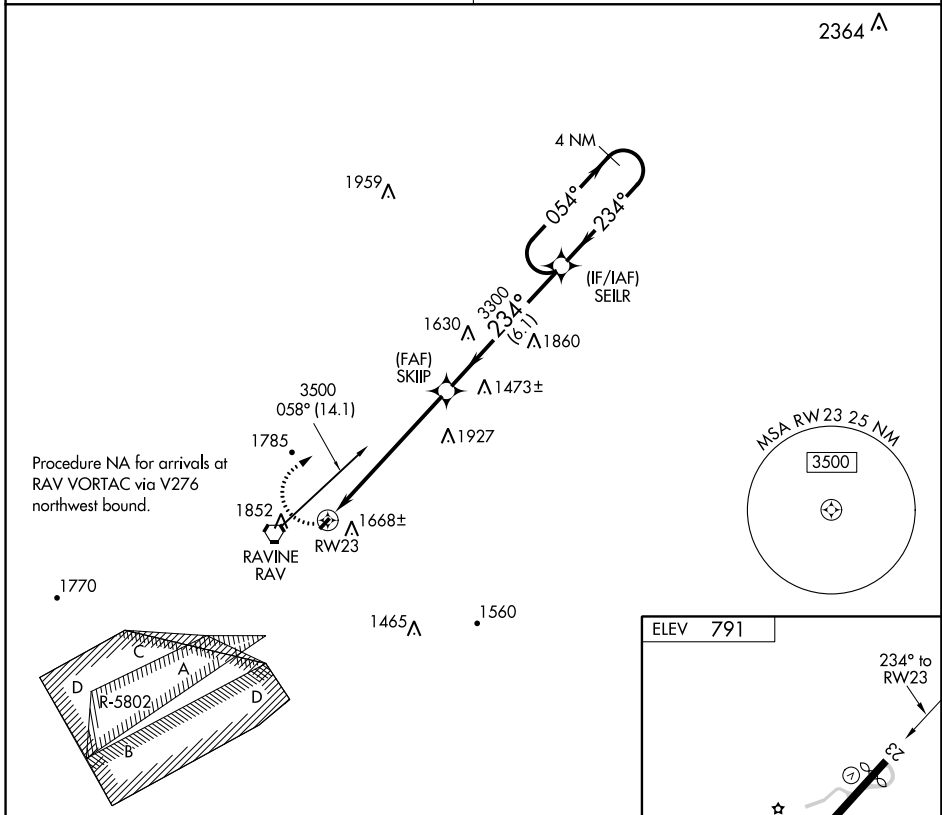 2364
4 NM
1959
054°
234°
(IF/IAF)
SEILR
3300
234°
(6.1)
1630
1860
(FAF)
SKIIP
1473±
3500
058° (14.1)
1927
1785
MSA RW23 25 NM
3500
Procedure NA for arrivals at
RAV VORTAC via V276
northwest bound.
1852
1668±
RW23
RAVINE
RAV
1770
1465
1560
ELEV 791
C
A
D
R-5802
D
B
234° to
RW23
23
V